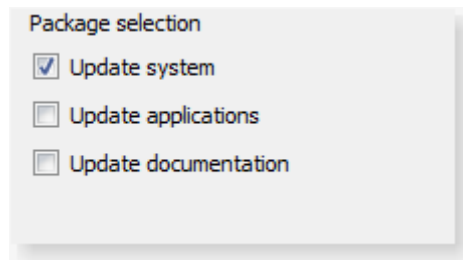 Package selection
Update system
Update applications
Update documentation